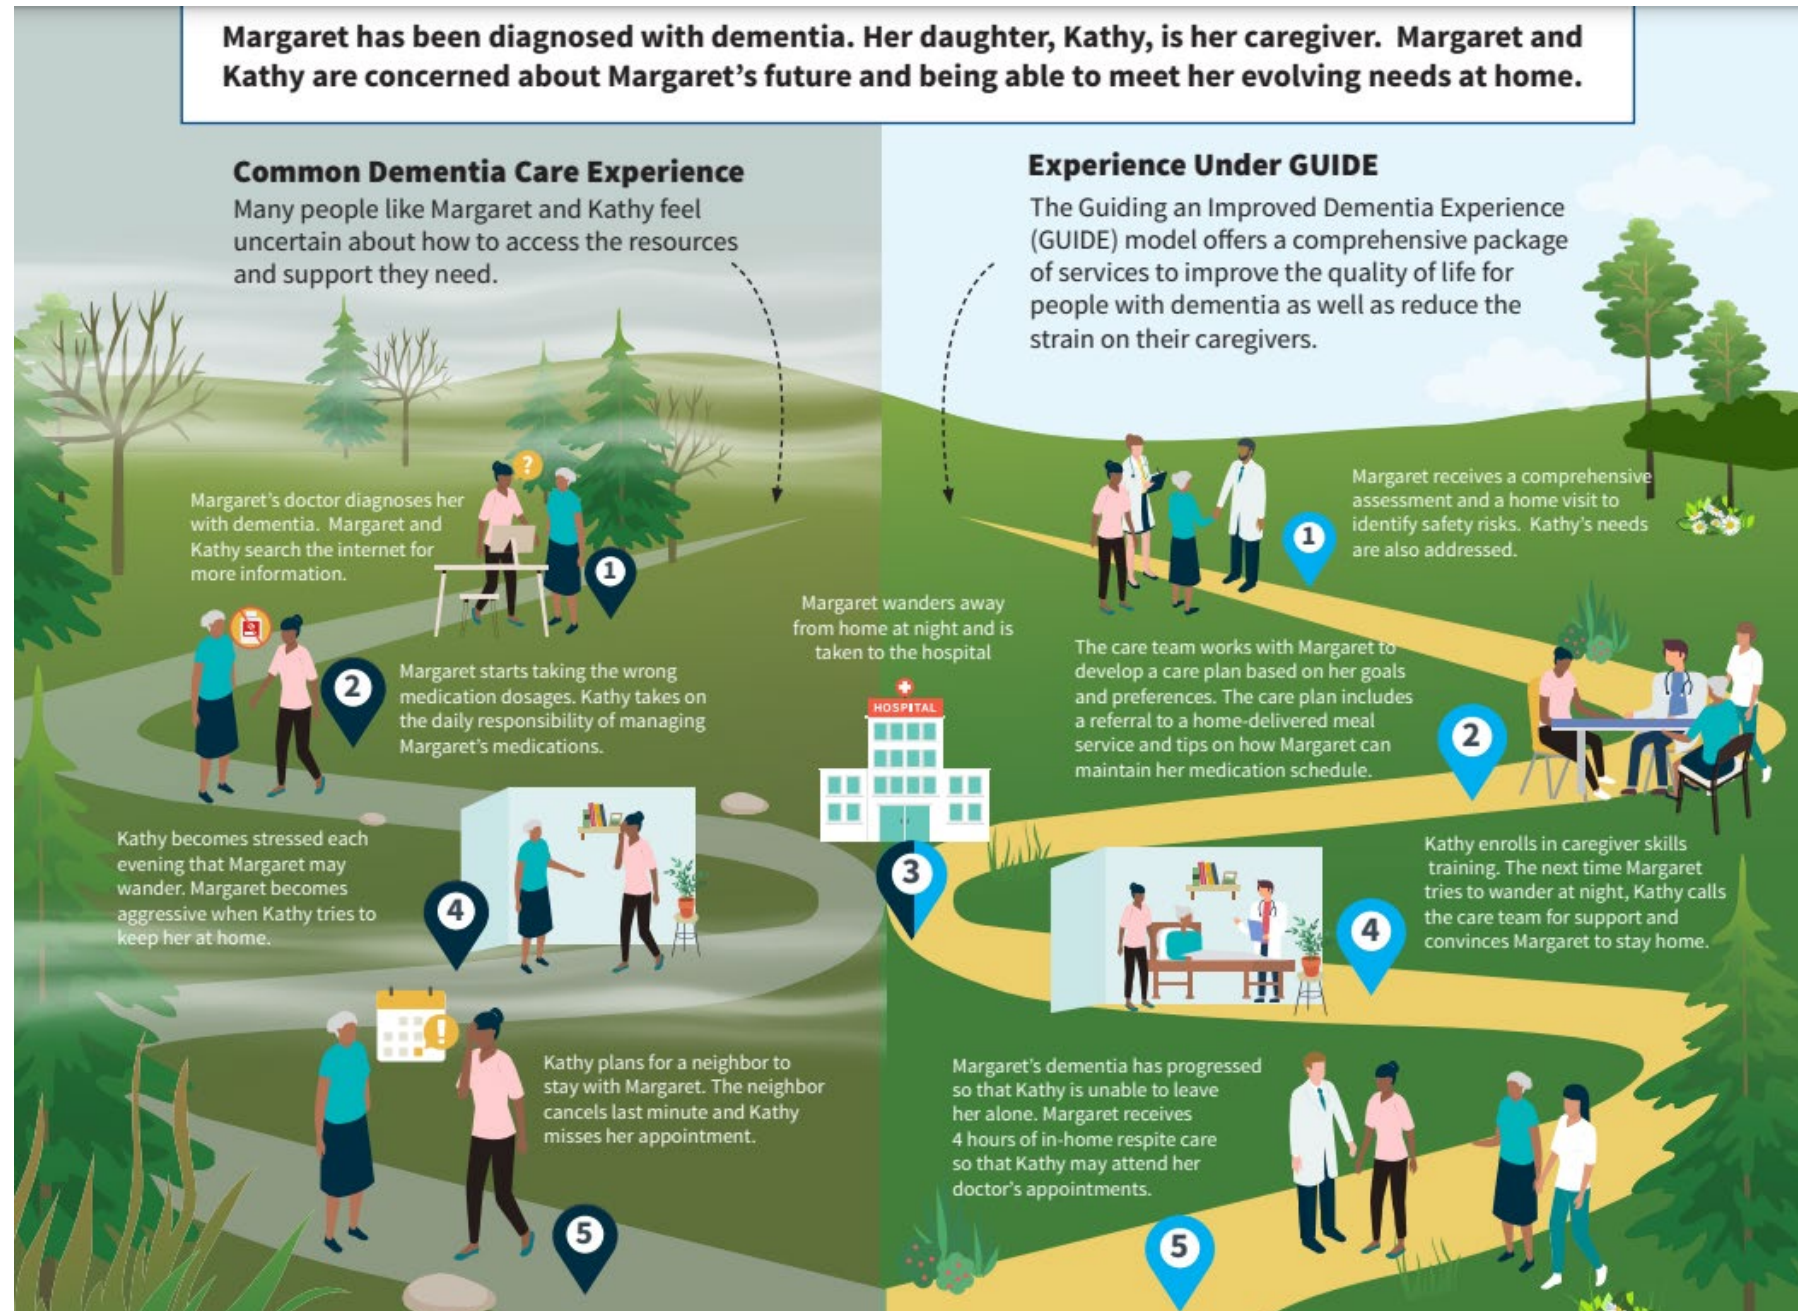 Margaret has been diagnosed with dementia. Her daughter, Kathy, is her caregiver. Margaret and
Kathy are concerned about Margaret's future and being able to meet her evolving needs at home.
Common Dementia Care Experience
Many people like Margaret and Kathy feel
uncertain about how to access the resources
and support they need.
Experience Under GUIDE
The Guiding an Improved Dementia Experience
(GUIDE) model offers a comprehensive package
of services to improve the quality of life for
people with dementia as well as reduce the
strain on their caregivers.
?
Margaret's doctor diagnoses her
with dementia. Margaret and
Kathy search the internet for
more information.
1
Margaret receives a comprehensive
assessment and a home visit to
identify safety risks. Kathy's needs
are also addressed.
1
Margaret starts taking the wrong
medication dosages. Kathy takes on
the daily responsibility of managing
Margaret's medications.
2
The care team works with Margaret to
develop a care plan based on her goals
and preferences. The care plan includes
a referral to a home-delivered meal
service and tips on how Margaret can
maintain her medication schedule.
2
Margaret wanders away
from home at night and is
taken to the hospital
HOSPITAL
3
Kathy becomes stressed each
evening that Margaret may
wander. Margaret becomes
aggressive when Kathy tries to
keep her at home.
4
Kathy enrolls in caregiver skills
training. The next time Margaret
tries to wander at night, Kathy calls
the care team for support and
convinces Margaret to stay home.
4
!
Kathy plans for a neighbor to
stay with Margaret. The neighbor
cancels last minute and Kathy
misses her appointment.
5
Margaret's dementia has progressed
so that Kathy is unable to leave
her alone. Margaret receives
4 hours of in-home respite care
so that Kathy may attend her
doctor's appointments.
5